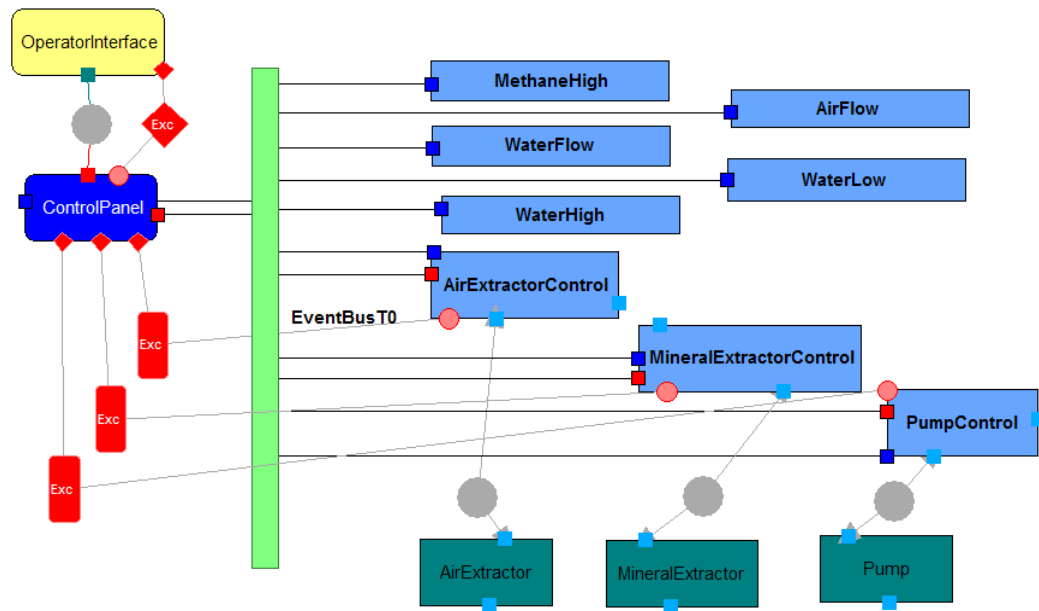 OperatorInterface
MethaneHigh
AirFlow
Exc
WaterFlow
WaterLow
ControlPanel
WaterHigh
AirExtractorControl
EventBusT0
Exc
MineralExtractorControl
Exc
PumpControl
Exc
AirExtractor
MineralExtractor
Pump